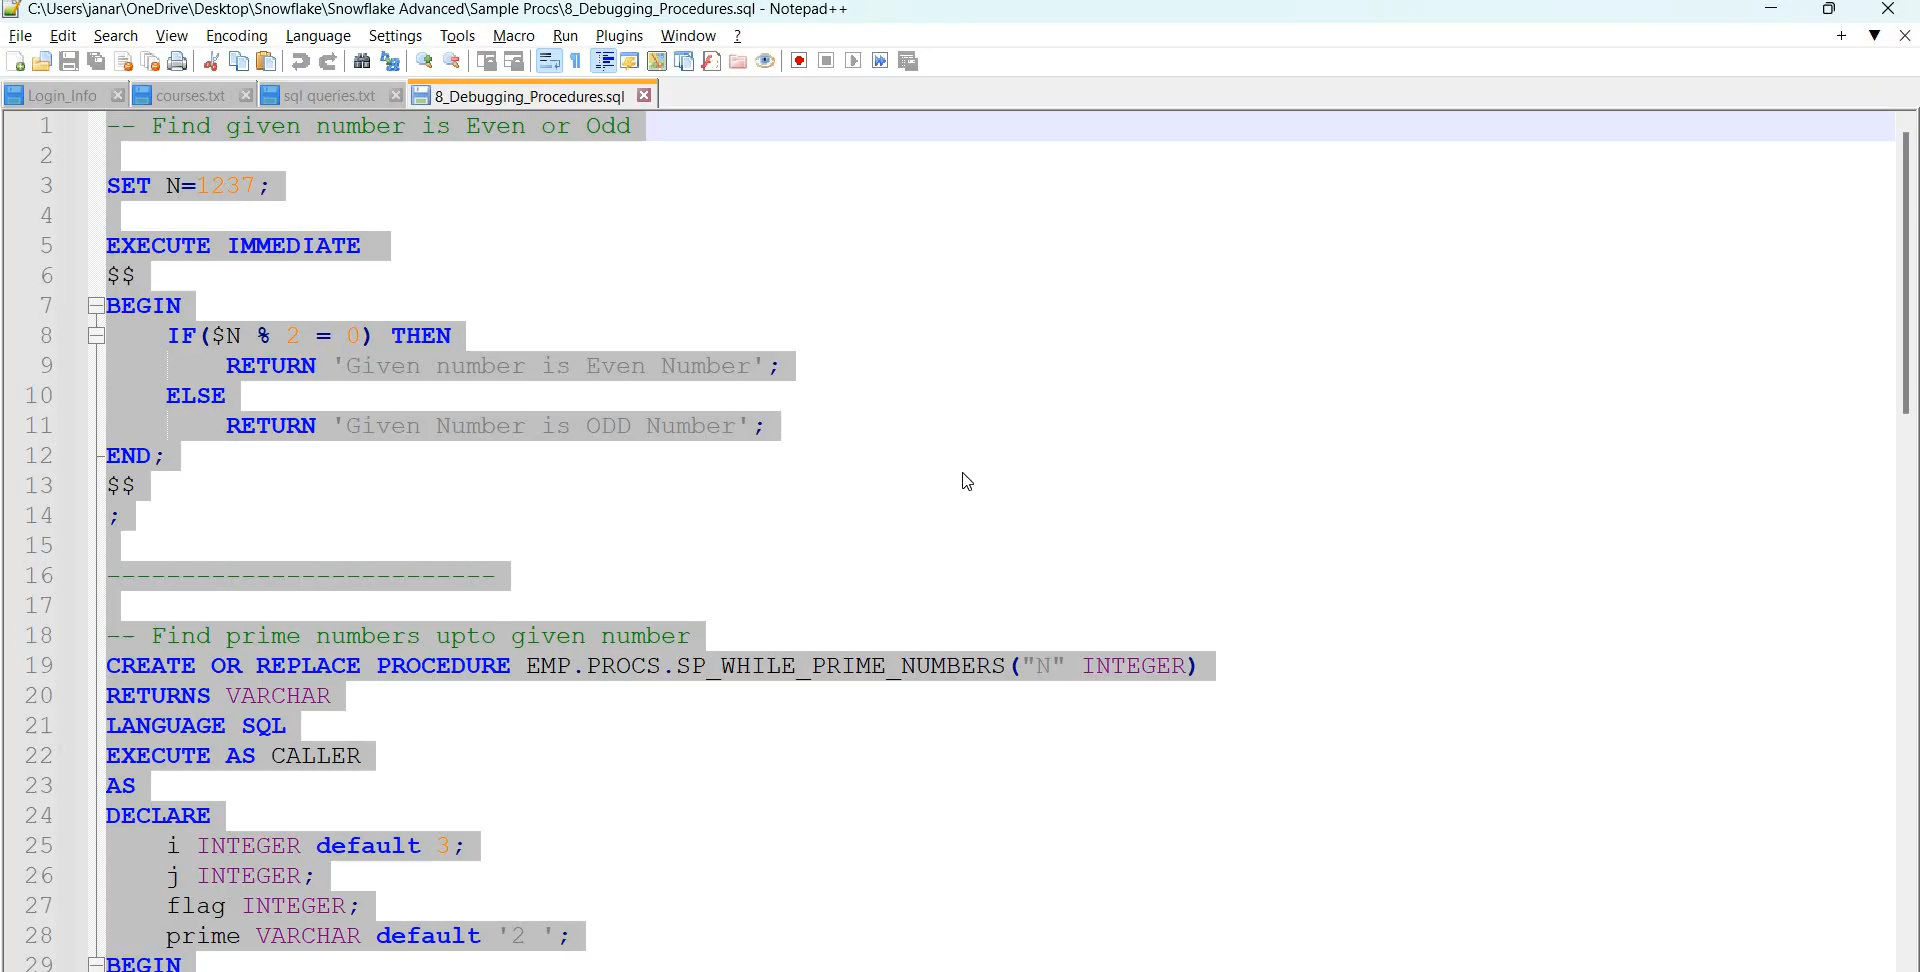 C:\Users\janar\OneDrive\Desktop\Snowflake\Snowflake Advanced\Sample Procs\8_Debugging_Procedures.sql - Notepad++
File Edit Search View Encoding Language Settings Tools Macro Run Plugins Window ?
Login_Info courses.txt sql queries.txt 8_Debugging_Procedures.sql
1 -- Find given number is Even or Odd
2
3 SET N=1237;
4
5 EXECUTE IMMEDIATE
6 $$
7 BEGIN
8 IF($N % 2 = 0) THEN
9 RETURN 'Given number is Even Number';
10 ELSE
11 RETURN 'Given Number is ODD Number';
12 END;
13 $$
14 ;
15
16 --------------------------
17
18 -- Find prime numbers upto given number
19 CREATE OR REPLACE PROCEDURE EMP.PROCS.SP_WHILE_PRIME_NUMBERS("N" INTEGER)
20 RETURNS VARCHAR
21 LANGUAGE SQL
22 EXECUTE AS CALLER
23 AS
24 DECLARE
25 i INTEGER default 3;
26 j INTEGER;
27 flag INTEGER;
28 prime VARCHAR default '2 ';
29 BEGIN